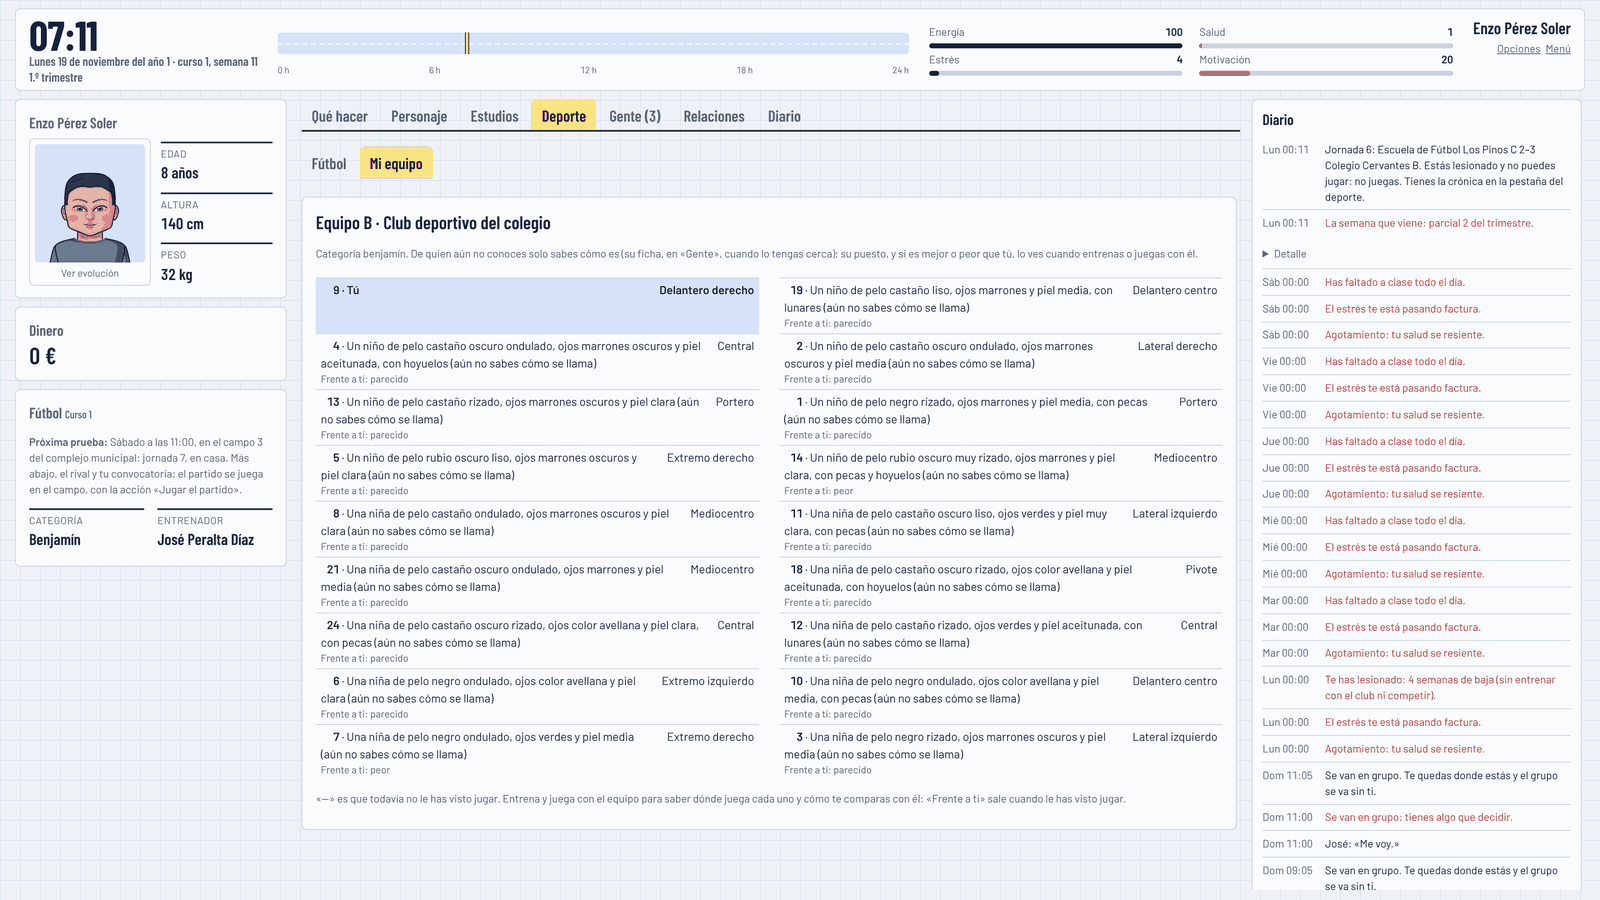 07:11
Lunes 19 de noviembre del año 1 · curso 1, semana 11
1.º trimestre
0 h
6 h
12 h
18 h
24 h
Energía 100
Estrés 4
Salud 1
Motivación 20
Enzo Pérez Soler
Opciones Menú
Enzo Pérez Soler
EDAD
8 años
ALTURA
140 cm
PESO
32 kg
Ver evolución
Dinero
0 €
Fútbol Curso 1
Próxima prueba: Sábado a las 11:00, en el campo 3
del complejo municipal: jornada 7, en casa. Más
abajo, el rival y tu convocatoria; el partido se juega
en el campo, con la acción «Jugar el partido».
CATEGORÍA
Benjamín
ENTRENADOR
José Peralta Díaz
Qué hacer
Personaje
Estudios
Deporte
Gente (3)
Relaciones
Diario
Fútbol
Mi equipo
Equipo B · Club deportivo del colegio
Categoría benjamín. De quien aún no conoces solo sabes cómo es (su ficha, en «Gente», cuando lo tengas cerca); su puesto, y si es mejor o peor que tú, lo ves cuando entrenas o juegas con él.
9 · Tú Delantero derecho
19 · Un niño de pelo castaño liso, ojos marrones y piel media, con Delantero centro
lunares (aún no sabes cómo se llama)
Frente a ti: parecido
4 · Un niño de pelo castaño oscuro ondulado, ojos marrones oscuros y piel Central
aceitunada, con hoyuelos (aún no sabes cómo se llama)
Frente a ti: parecido
2 · Un niño de pelo castaño oscuro ondulado, ojos marrones Lateral derecho
oscuros y piel media (aún no sabes cómo se llama)
Frente a ti: parecido
13 · Un niño de pelo castaño rizado, ojos marrones oscuros y piel clara (aún Portero
no sabes cómo se llama)
Frente a ti: parecido
1 · Un niño de pelo negro rizado, ojos marrones y piel media, con pecas Portero
(aún no sabes cómo se llama)
Frente a ti: parecido
5 · Un niño de pelo rubio oscuro liso, ojos marrones oscuros y Extremo derecho
piel clara (aún no sabes cómo se llama)
Frente a ti: parecido
14 · Un niño de pelo rubio oscuro muy rizado, ojos marrones y piel Mediocentro
clara, con pecas y hoyuelos (aún no sabes cómo se llama)
Frente a ti: peor
8 · Una niña de pelo castaño ondulado, ojos marrones oscuros y piel Mediocentro
clara (aún no sabes cómo se llama)
Frente a ti: parecido
11 · Una niña de pelo castaño oscuro liso, ojos verdes y piel muy Lateral izquierdo
clara, con pecas (aún no sabes cómo se llama)
Frente a ti: parecido
21 · Una niña de pelo castaño oscuro ondulado, ojos marrones y piel Mediocentro
media (aún no sabes cómo se llama)
Frente a ti: parecido
18 · Una niña de pelo castaño oscuro rizado, ojos color avellana y piel Pivote
aceitunada, con hoyuelos (aún no sabes cómo se llama)
Frente a ti: parecido
24 · Una niña de pelo castaño oscuro rizado, ojos color avellana y piel clara, Central
con pecas (aún no sabes cómo se llama)
Frente a ti: parecido
12 · Una niña de pelo castaño rizado, ojos verdes y piel aceitunada, con Central
lunares (aún no sabes cómo se llama)
Frente a ti: parecido
6 · Una niña de pelo negro ondulado, ojos color avellana y piel Extremo izquierdo
clara (aún no sabes cómo se llama)
Frente a ti: parecido
10 · Una niña de pelo negro ondulado, ojos color avellana y piel Delantero centro
media, con pecas (aún no sabes cómo se llama)
Frente a ti: parecido
7 · Una niña de pelo negro ondulado, ojos verdes y piel media Extremo derecho
(aún no sabes cómo se llama)
Frente a ti: peor
3 · Una niña de pelo negro rizado, ojos marrones oscuros y piel Lateral izquierdo
media (aún no sabes cómo se llama)
Frente a ti: parecido
«—» es que todavía no le has visto jugar. Entrena y juega con el equipo para saber dónde juega cada uno y cómo te comparas con él: «Frente a ti» sale cuando le has visto jugar.
Diario
Lun 00:11 Jornada 6: Escuela de Fútbol Los Pinos C 2–3
Colegio Cervantes B. Estás lesionado y no puedes
jugar: no juegas. Tienes la crónica en la pestaña del
deporte.
Lun 00:11 La semana que viene: parcial 2 del trimestre.
▶ Detalle
Sáb 00:00 Has faltado a clase todo el día.
Sáb 00:00 El estrés te está pasando factura.
Sáb 00:00 Agotamiento: tu salud se resiente.
Vie 00:00 Has faltado a clase todo el día.
Vie 00:00 El estrés te está pasando factura.
Vie 00:00 Agotamiento: tu salud se resiente.
Jue 00:00 Has faltado a clase todo el día.
Jue 00:00 El estrés te está pasando factura.
Jue 00:00 Agotamiento: tu salud se resiente.
Mié 00:00 Has faltado a clase todo el día.
Mié 00:00 El estrés te está pasando factura.
Mié 00:00 Agotamiento: tu salud se resiente.
Mar 00:00 Has faltado a clase todo el día.
Mar 00:00 El estrés te está pasando factura.
Mar 00:00 Agotamiento: tu salud se resiente.
Lun 00:00 Te has lesionado: 4 semanas de baja (sin entrenar
con el club ni competir).
Lun 00:00 El estrés te está pasando factura.
Lun 00:00 Agotamiento: tu salud se resiente.
Dom 11:05 Se van en grupo. Te quedas donde estás y el grupo
se va sin ti.
Dom 11:00 Se van en grupo: tienes algo que decidir.
Dom 11:00 José: «Me voy.»
Dom 09:05 Se van en grupo. Te quedas donde estás y el grupo
se va sin ti.